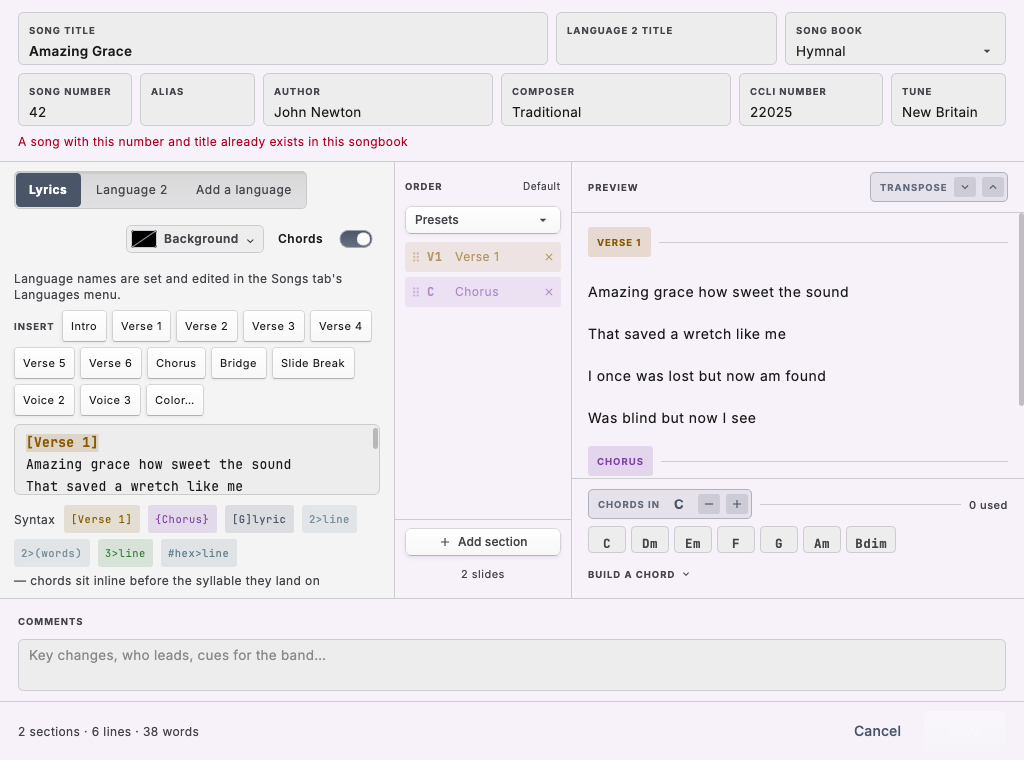 SONG TITLE
Amazing Grace
LANGUAGE 2 TITLE
SONG BOOK
Hymnal
SONG NUMBER
42
ALIAS
AUTHOR
John Newton
COMPOSER
Traditional
CCLI NUMBER
22025
TUNE
New Britain
A song with this number and title already exists in this songbook
Lyrics
Language 2
Add a language
Background
Chords
Language names are set and edited in the Songs tab's
Languages menu.
INSERT
Intro
Verse 1
Verse 2
Verse 3
Verse 4
Verse 5
Verse 6
Chorus
Bridge
Slide Break
Voice 2
Voice 3
Color...
[Verse 1]
Amazing grace how sweet the sound
That saved a wretch like me
Syntax
[Verse 1]
{Chorus}
[G]lyric
2>line
2>(words)
3>line
#hex>line
— chords sit inline before the syllable they land on
ORDER
Default
Presets
V1 Verse 1 ×
C Chorus ×
+ Add section
2 slides
PREVIEW
TRANSPOSE
VERSE 1
Amazing grace how sweet the sound
That saved a wretch like me
I once was lost but now am found
Was blind but now I see
CHORUS
CHORDS IN C − +
0 used
C
Dm
Em
F
G
Am
Bdim
BUILD A CHORD
COMMENTS
Key changes, who leads, cues for the band...
2 sections · 6 lines · 38 words
Cancel